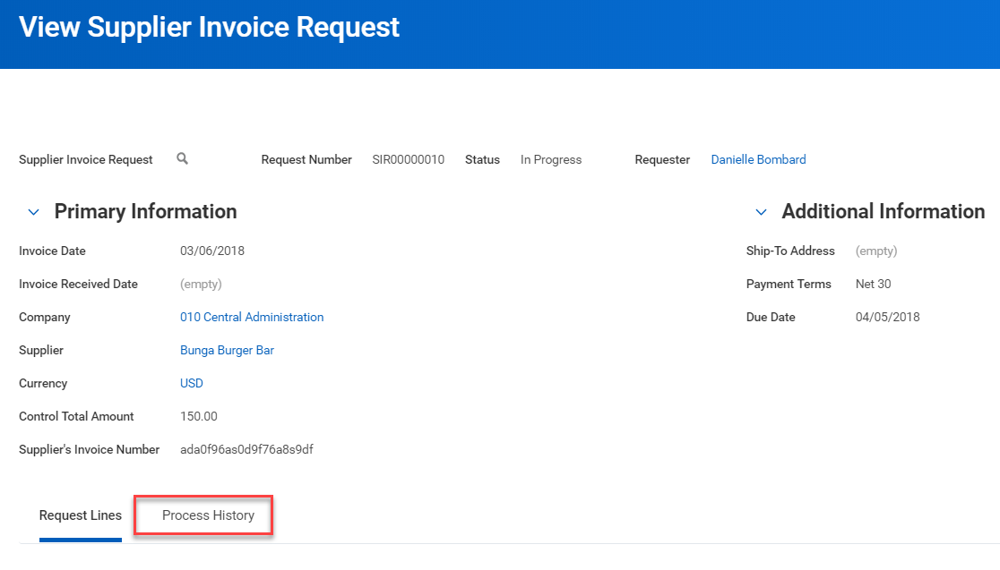 View Supplier Invoice Request
Supplier Invoice Request Request Number SIR00000010 Status In Progress Requester Danielle Bombard
Primary Information
Invoice Date 03/06/2018
Invoice Received Date (empty)
Company 010 Central Administration
Supplier Bunga Burger Bar
Currency USD
Control Total Amount 150.00
Supplier's Invoice Number ada0f96as0d9f76a8s9df
Additional Information
Ship-To Address (empty)
Payment Terms Net 30
Due Date 04/05/2018
Request Lines Process History